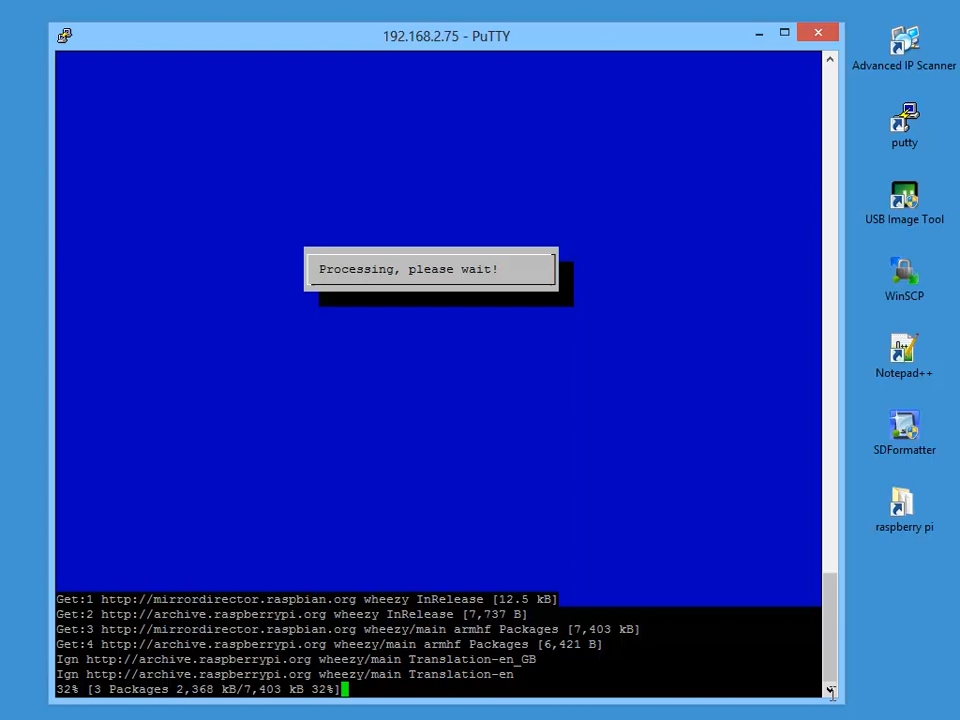 192.168.2.75 - PuTTY
Advanced IP Scanner
putty
USB Image Tool
Processing, please wait!
WinSCP
Notepad++
SDFormatter
raspberry pi
Get:1 http://mirrordirector.raspbian.org wheezy InRelease [12.5 kB]
Get:2 http://archive.raspberrypi.org wheezy InRelease [7,737 B]
Get:3 http://mirrordirector.raspbian.org wheezy/main armhf Packages [7,403 kB]
Get:4 http://archive.raspberrypi.org wheezy/main armhf Packages [6,421 B]
Ign http://archive.raspberrypi.org wheezy/main Translation-en_GB
Ign http://archive.raspberrypi.org wheezy/main Translation-en
32% [3 Packages 2,368 kB/7,403 kB 32%]